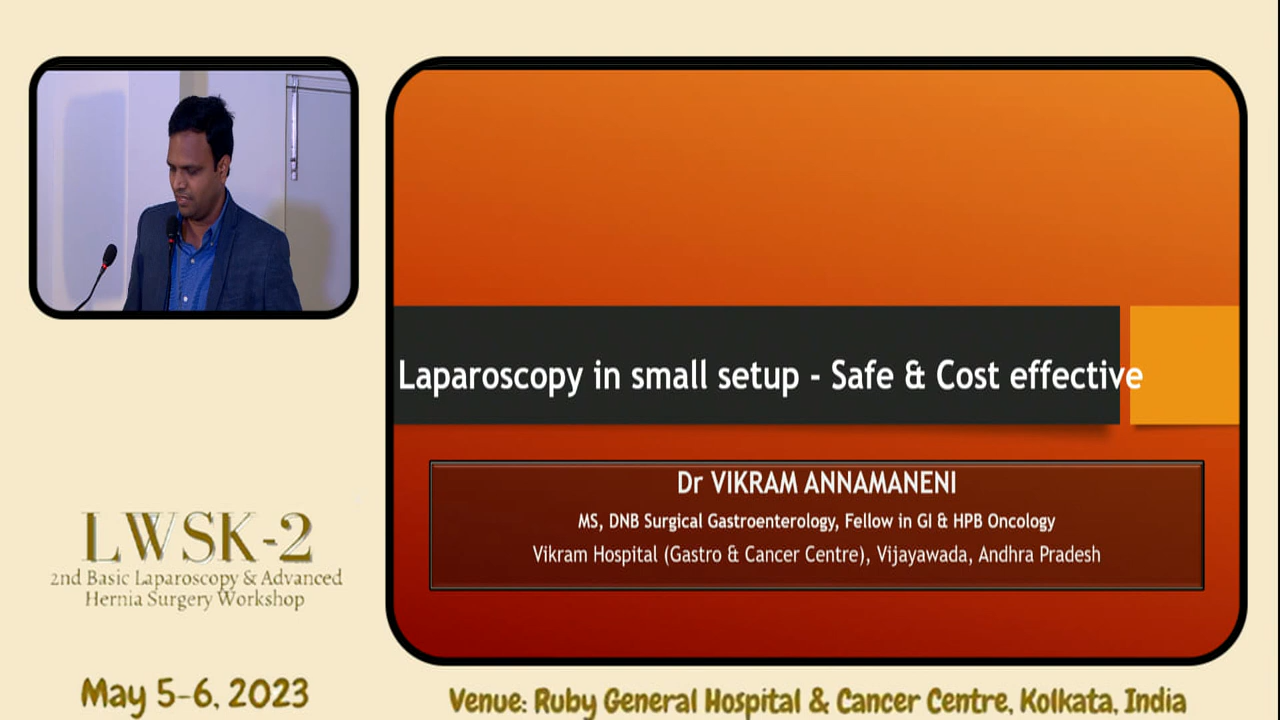 Laparoscopy in small setup - Safe & Cost effective
Dr VIKRAM ANNAMANENI
MS, DNB Surgical Gastroenterology, Fellow in GI & HPB Oncology
Vikram Hospital (Gastro & Cancer Centre), Vijayawada, Andhra Pradesh
LWSK-2
2nd Basic Laparoscopy & Advanced
Hernia Surgery Workshop
May 5-6, 2023
Venue: Ruby General Hospital & Cancer Centre, Kolkata, India